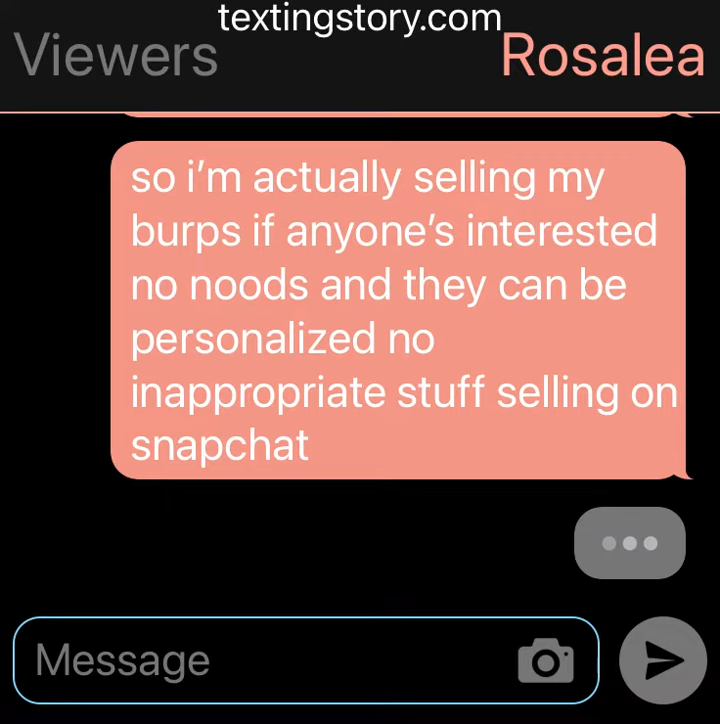 textingstory.com
Viewers
Rosalea
so i’m actually selling my
burps if anyone’s interested
no noods and they can be
personalized no
inappropriate stuff selling on
snapchat
Message